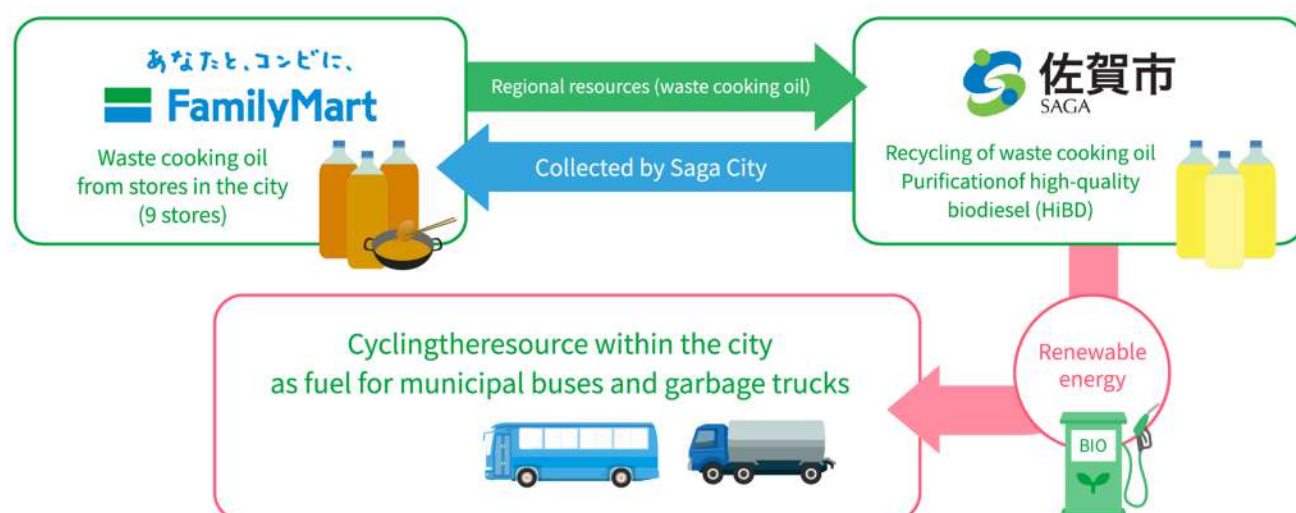 あなたと、コンビに、
FamilyMart
Waste cooking oil
from stores in the city
(9 stores)
Regional resources (waste cooking oil)
Collected by Saga City
佐賀市
SAGA
Recycling of waste cooking oil
Purificationof high-quality
biodiesel (HiBD)
Renewable
energy
BIO
Cyclingtheresource within the city
as fuel for municipal buses and garbage trucks